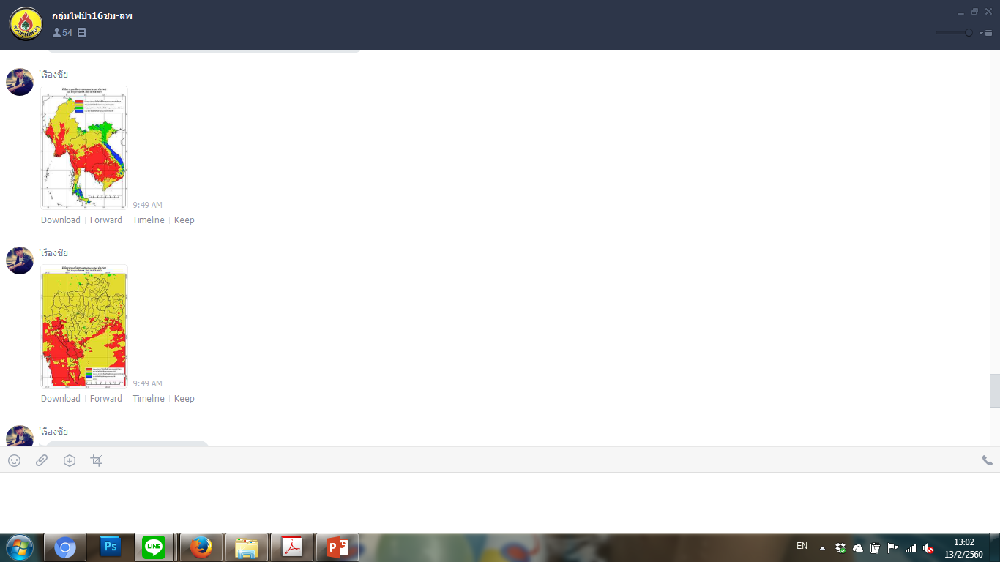 กลุ่มไฟป่า16ชม-ลพ
54
'เรืองชัย
9:49 AM
Download Forward Timeline Keep
'เรืองชัย
9:49 AM
Download Forward Timeline Keep
'เรืองชัย
Ps
LINE
P
EN
13:02
13/2/2560